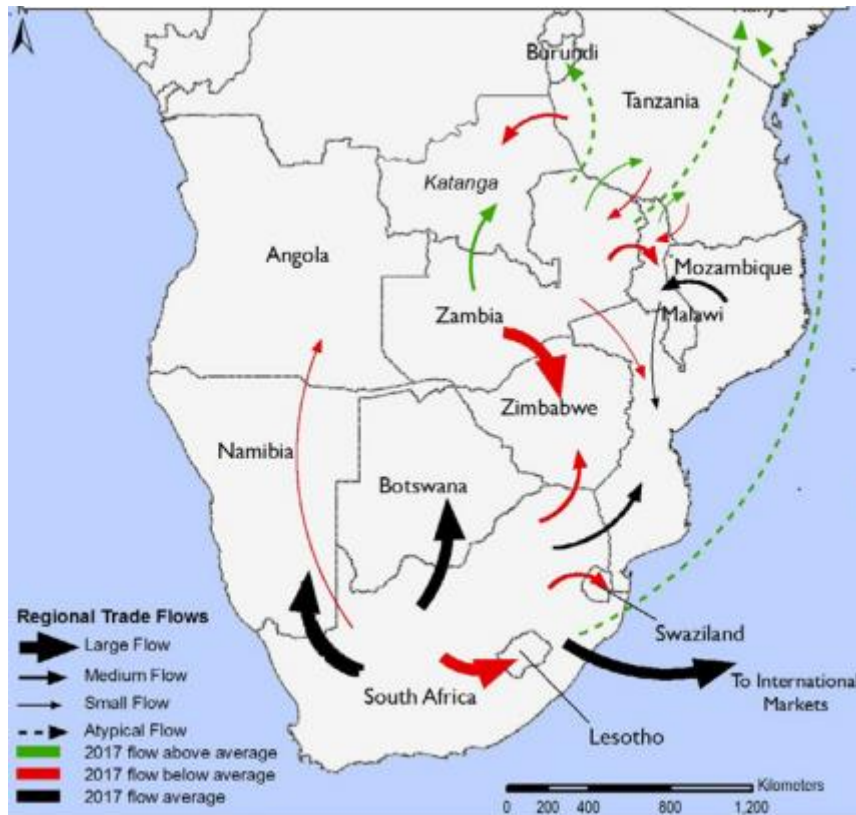 N
Burundi
Tanzania
Katanga
Angola
Mozambique
Zambia
Malawi
Zimbabwe
Namibia
Botswana
Regional Trade Flows
Large Flow
Swaziland
Medium Flow
To International
Small Flow
South Africa
Markets
Atypical Flow
Lesotho
2017 flow above average
2017 flow below average
Kilometers
2017 flow average
0 200 400 800 1,200